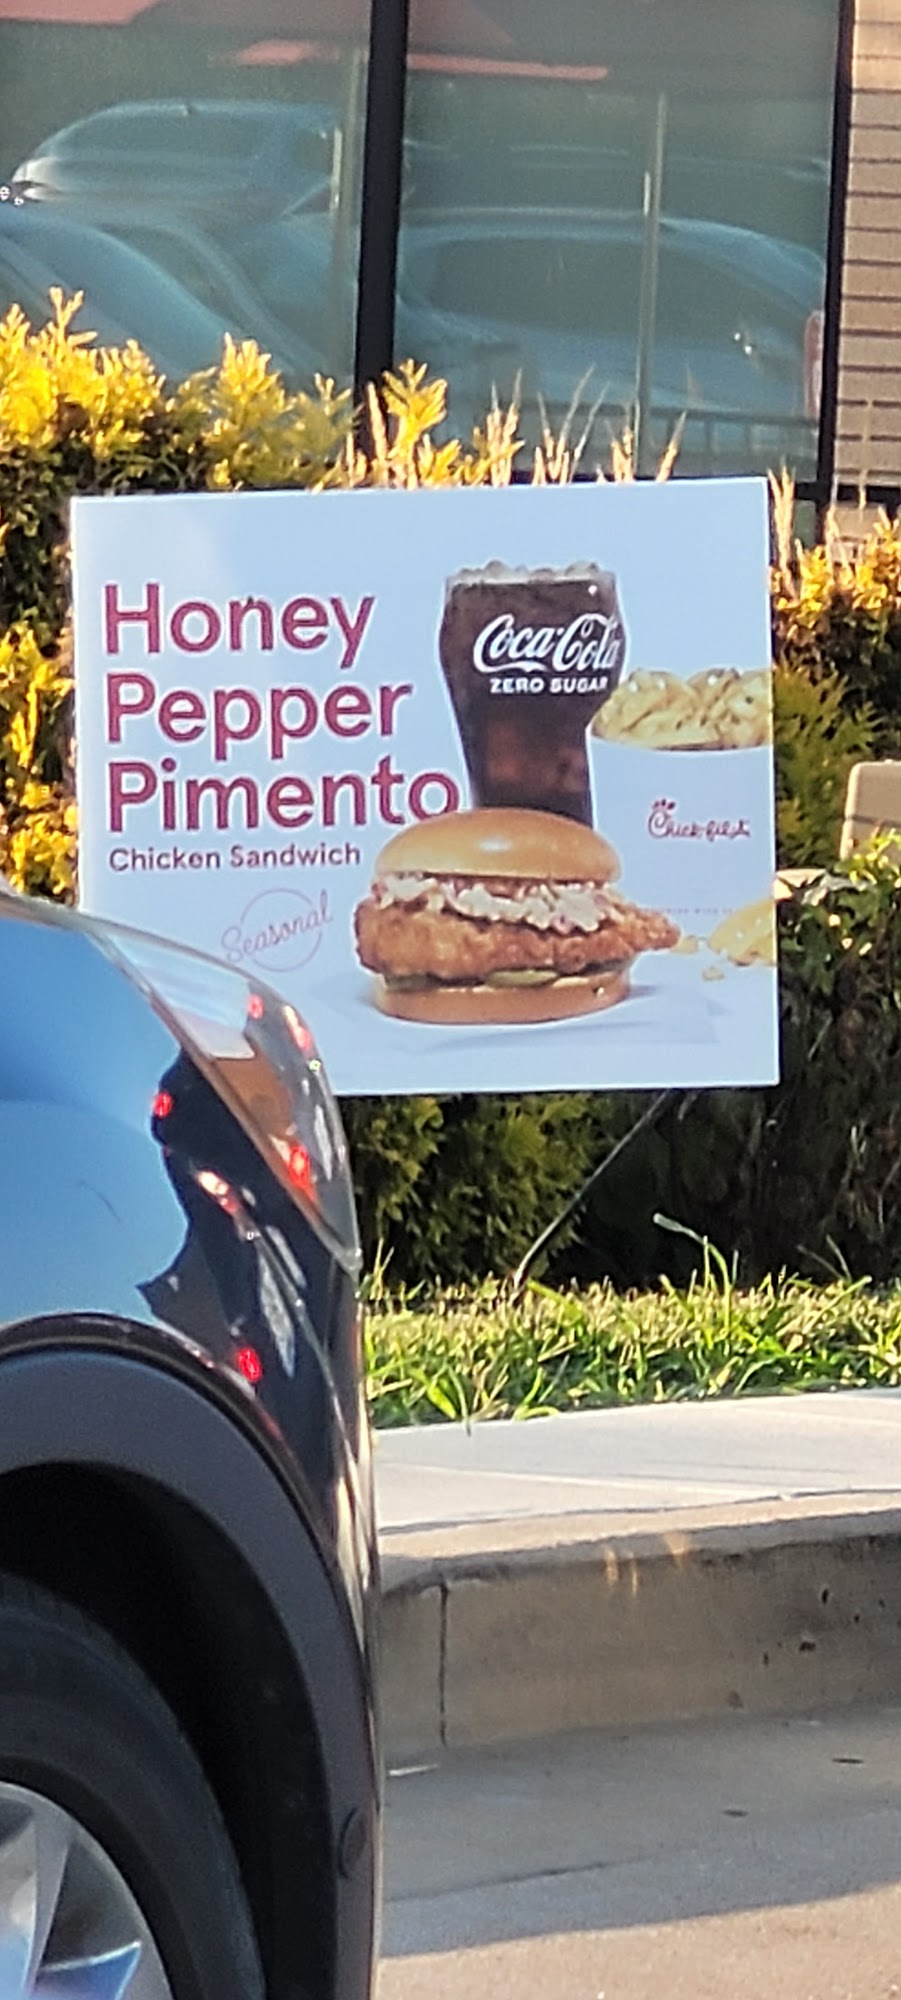 Honey
Pepper
Pimento
Chicken Sandwich
Seasonal
Coca-Cola
ZERO SUGAR
Chick-fil-A